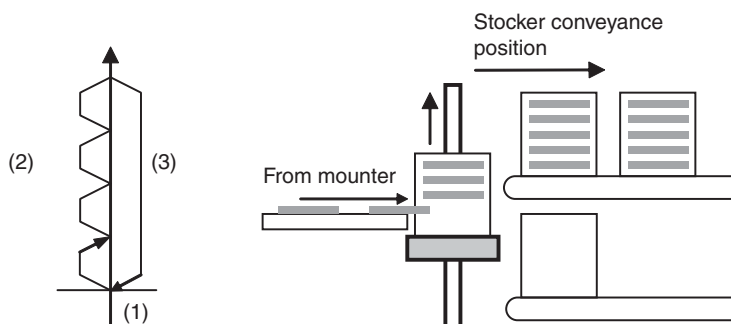 Stocker conveyance
position
(2)
(3)
From mounter
(1)